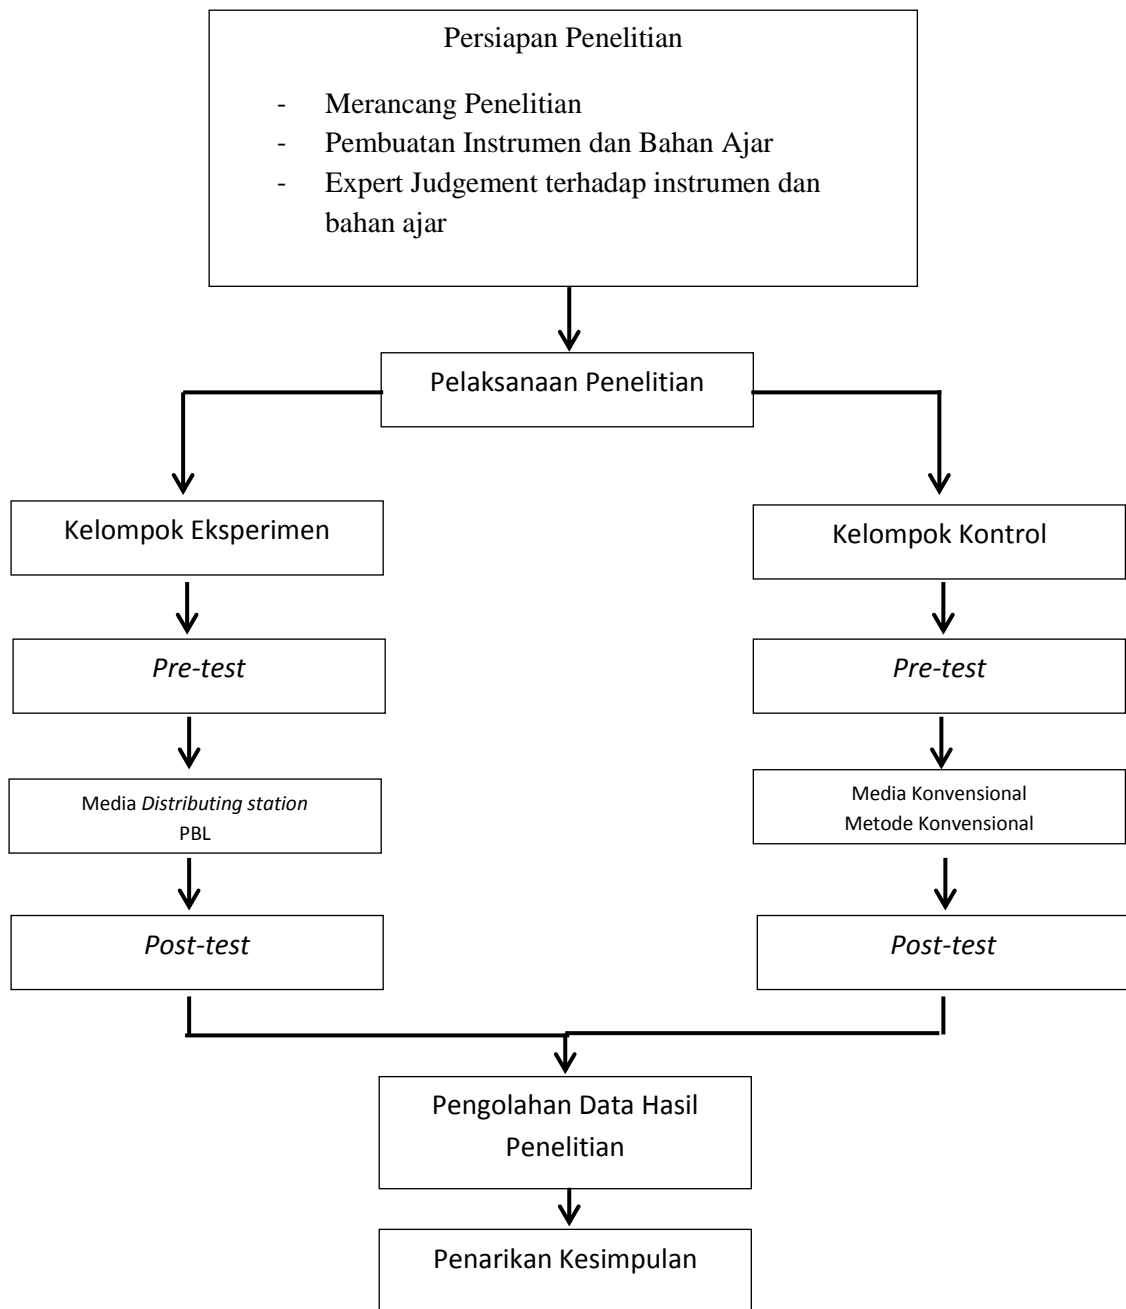 Persiapan Penelitian
- Merancang Penelitian
- Pembuatan Instrumen dan Bahan Ajar
- Expert Judgement terhadap instrumen dan
bahan ajar
Pelaksanaan Penelitian
Kelompok Eksperimen
Kelompok Kontrol
Pre-test
Pre-test
Media Distributing station
PBL
Media Konvensional
Metode Konvensional
Post-test
Post-test
Pengolahan Data Hasil
Penelitian
Penarikan Kesimpulan